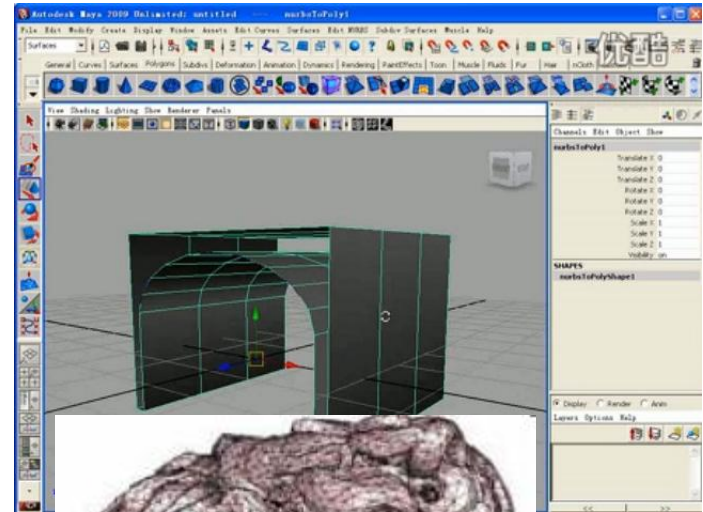 Autodesk Maya 2009 Unlimited: untitled --- nurbsToPoly1
File Edit Modify Create Display Window Assets Edit Curves Surfaces Edit NURBS Subdiv Surfaces Muscle Help
Surfaces
优酷
General Curves Surfaces Polygons Subdivs Deformation Animation Dynamics Rendering PaintEffects Toon Muscle Fluids Fur Hair nCloth
View Shading Lighting Show Renderer Panels
Channels Edit Object Show
nurbsToPoly1
Translate X 0
Translate Y 0
Translate Z 0
Rotate X 0
Rotate Y 0
Rotate Z 0
Scale X 1
Scale Y 1
Scale Z 1
Visibility on
SHAPES
nurbsToPolyShape1
Display Render Anim
Layers Options Help
<< >>